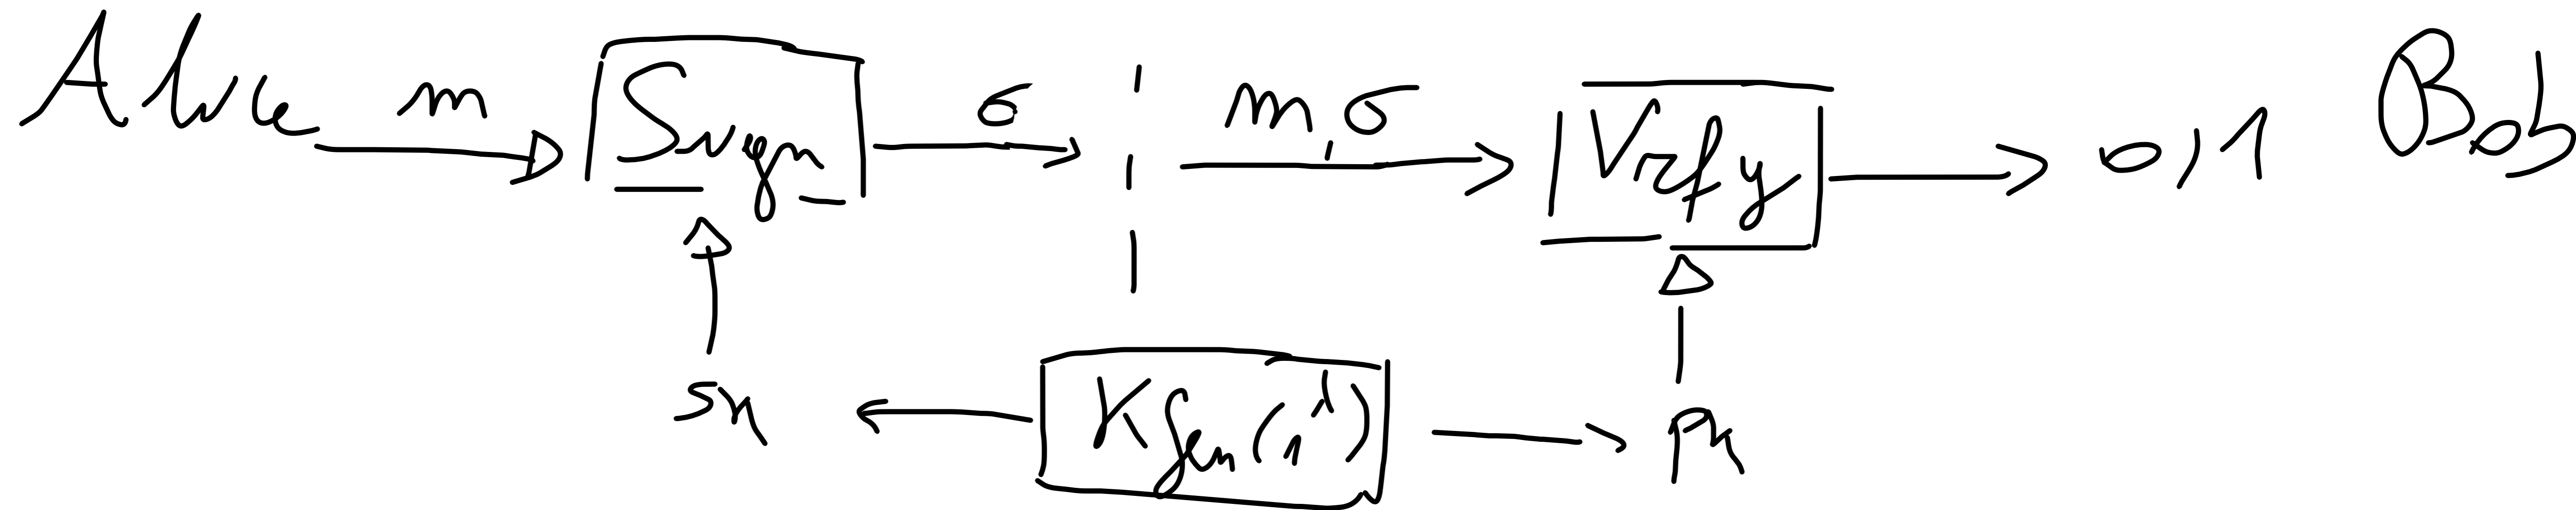 Alice m Sign σ m, σ Vrfy 0,1 Bob
sk KGen(1^λ) pk